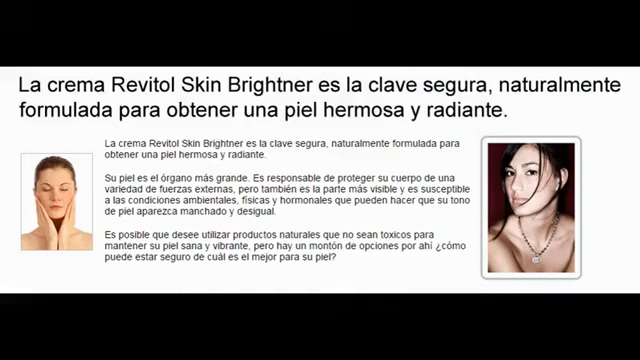 La crema Revitol Skin Brightner es la clave segura, naturalmente
formulada para obtener una piel hermosa y radiante.
La crema Revitol Skin Brightner es la clave segura, naturalmente formulada para
obtener una piel hermosa y radiante.
Su piel es el órgano más grande. Es responsable de proteger su cuerpo de una
variedad de fuerzas externas, pero también es la parte más visible y es susceptible
a las condiciones ambientales, físicas y hormonales que pueden hacer que su tono
de piel aparezca manchado y desigual.
Es posible que desee utilizar productos naturales que no sean toxicos para
mantener su piel sana y vibrante, pero hay un montón de opciones por ahí ¿cómo
puede estar seguro de cuál es el mejor para su piel?